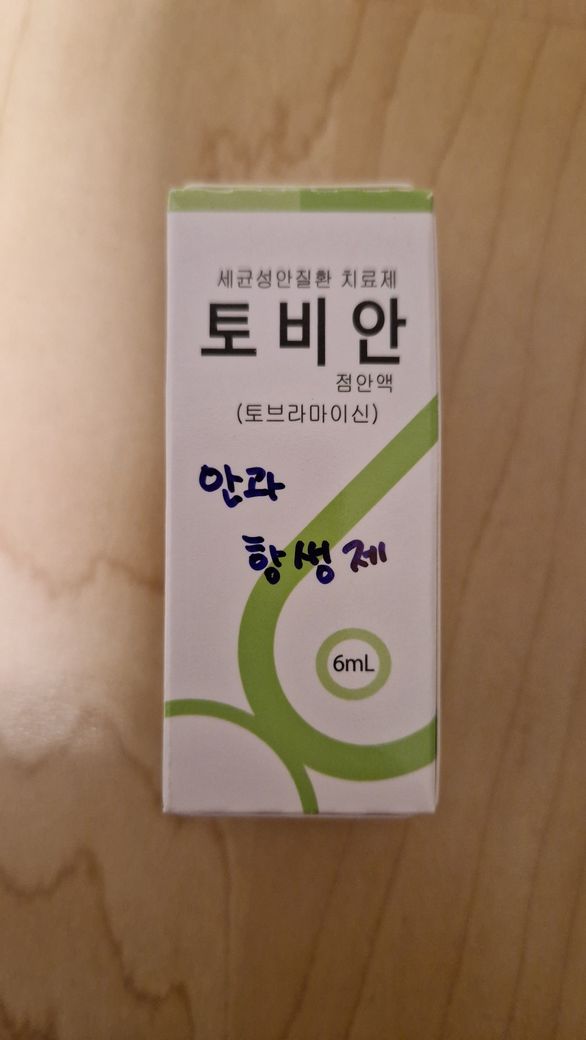 세균성안질환 치료제
토비안
점안액
(토브라마이신)
안과
항생제
6mL